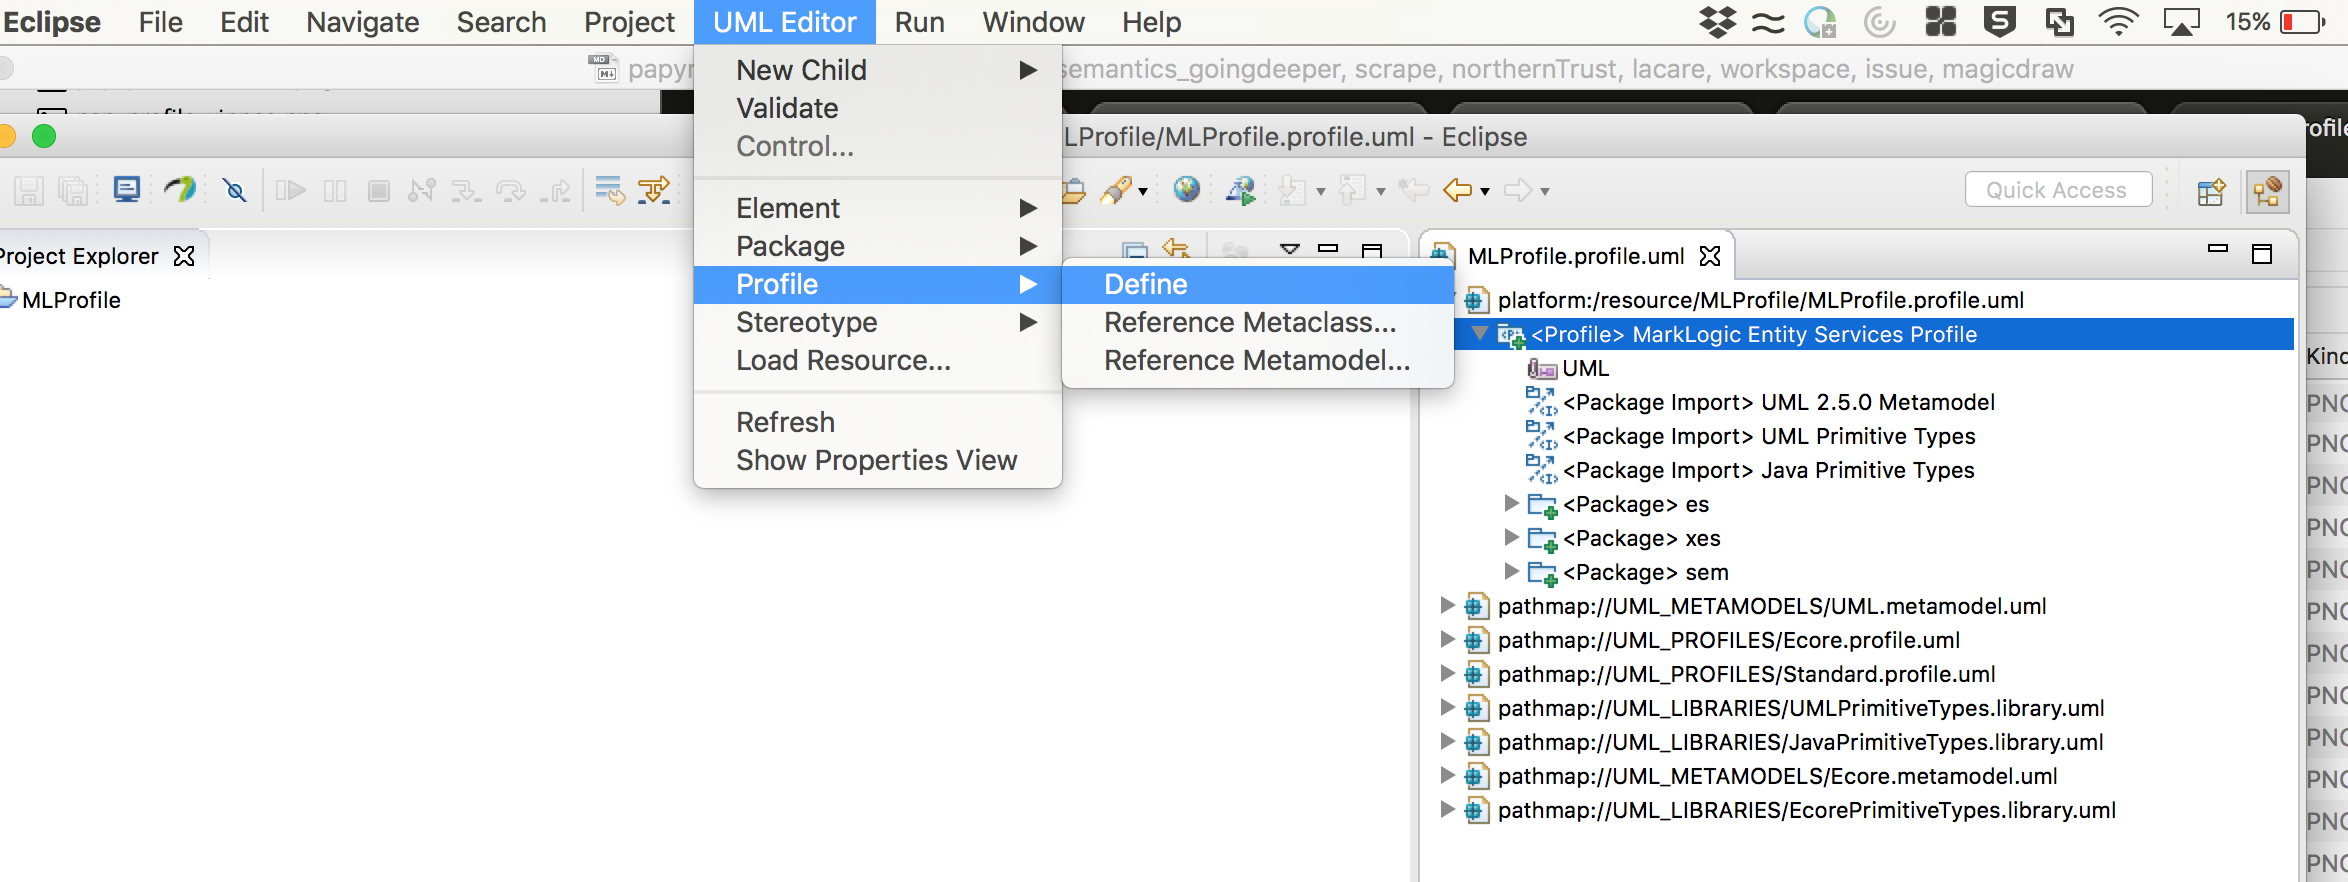 Eclipse File Edit Navigate Search Project UML Editor Run Window Help 15%
MD M↓ papyr semantics_goingdeeper, scrape, northernTrust, lacare, workspace, issue, magicdraw
New Child
Validate
Control...
Element
Package
Profile
Stereotype
Load Resource...
Refresh
Show Properties View
Define
Reference Metaclass...
Reference Metamodel...
LProfile/MLProfile.profile.uml - Eclipse
Quick Access
Project Explorer
MLProfile
MLProfile.profile.uml
platform:/resource/MLProfile/MLProfile.profile.uml
<Profile> MarkLogic Entity Services Profile
UML
<Package Import> UML 2.5.0 Metamodel
<Package Import> UML Primitive Types
<Package Import> Java Primitive Types
<Package> es
<Package> xes
<Package> sem
pathmap://UML_METAMODELS/UML.metamodel.uml
pathmap://UML_PROFILES/Ecore.profile.uml
pathmap://UML_PROFILES/Standard.profile.uml
pathmap://UML_LIBRARIES/UMLPrimitiveTypes.library.uml
pathmap://UML_LIBRARIES/JavaPrimitiveTypes.library.uml
pathmap://UML_METAMODELS/Ecore.metamodel.uml
pathmap://UML_LIBRARIES/EcorePrimitiveTypes.library.uml
rofile
Kind
PNG
PNG
PNG
PNG
PNG
PNG
PNG
PNG
PNG
PNG
PNG
PNG